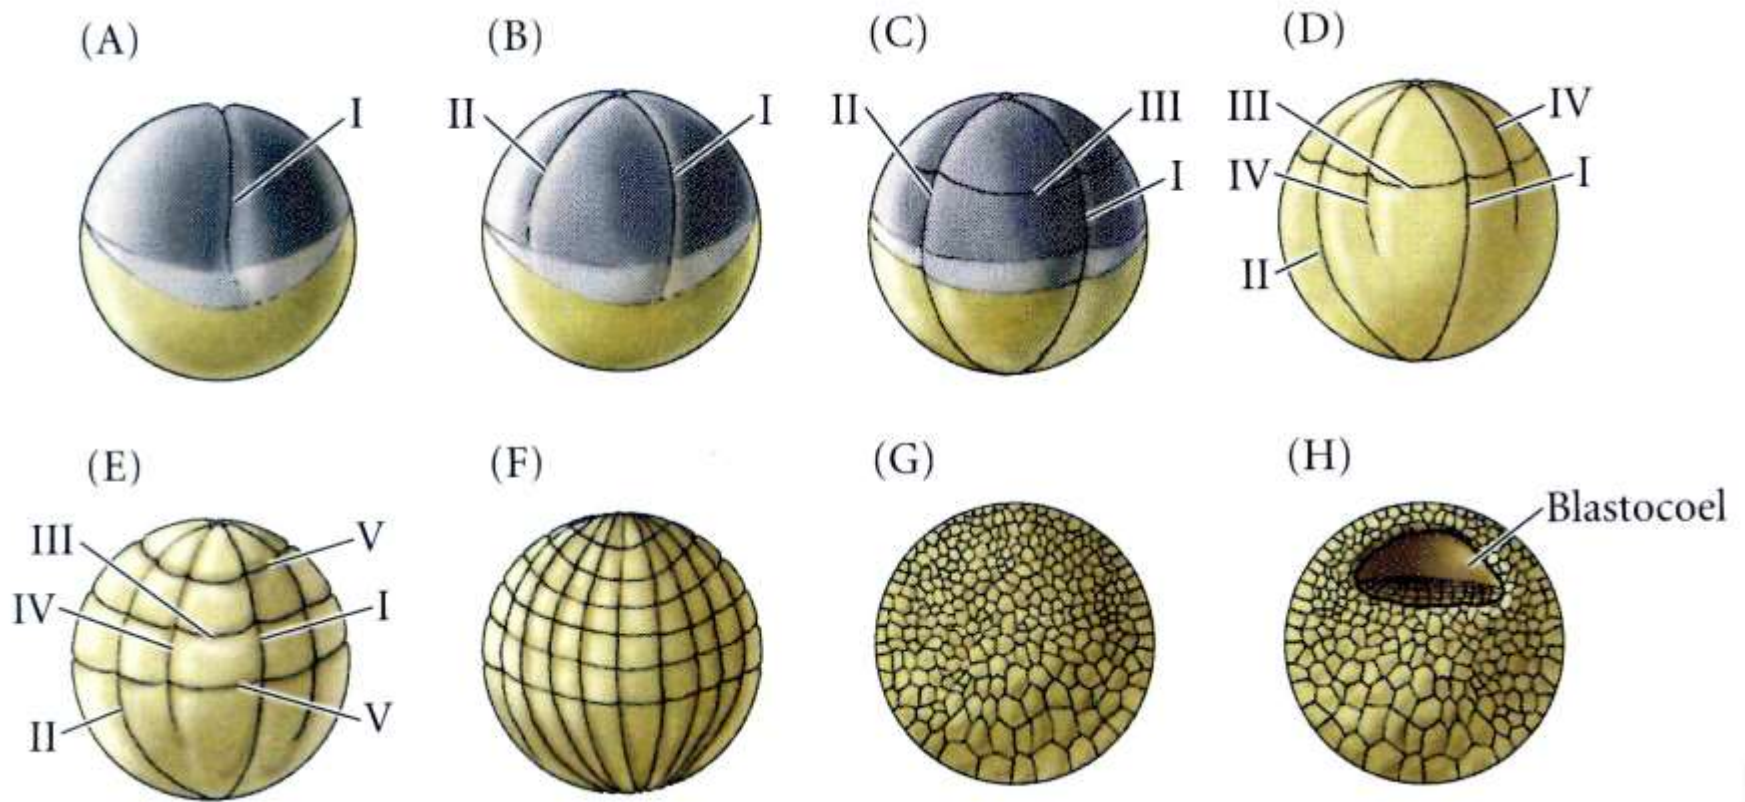 (A)
I
(B)
II
I
(C)
II
III
I
(D)
III
IV
IV
I
II
(E)
III
V
IV
I
II
V
(F)
(G)
(H)
Blastocoel